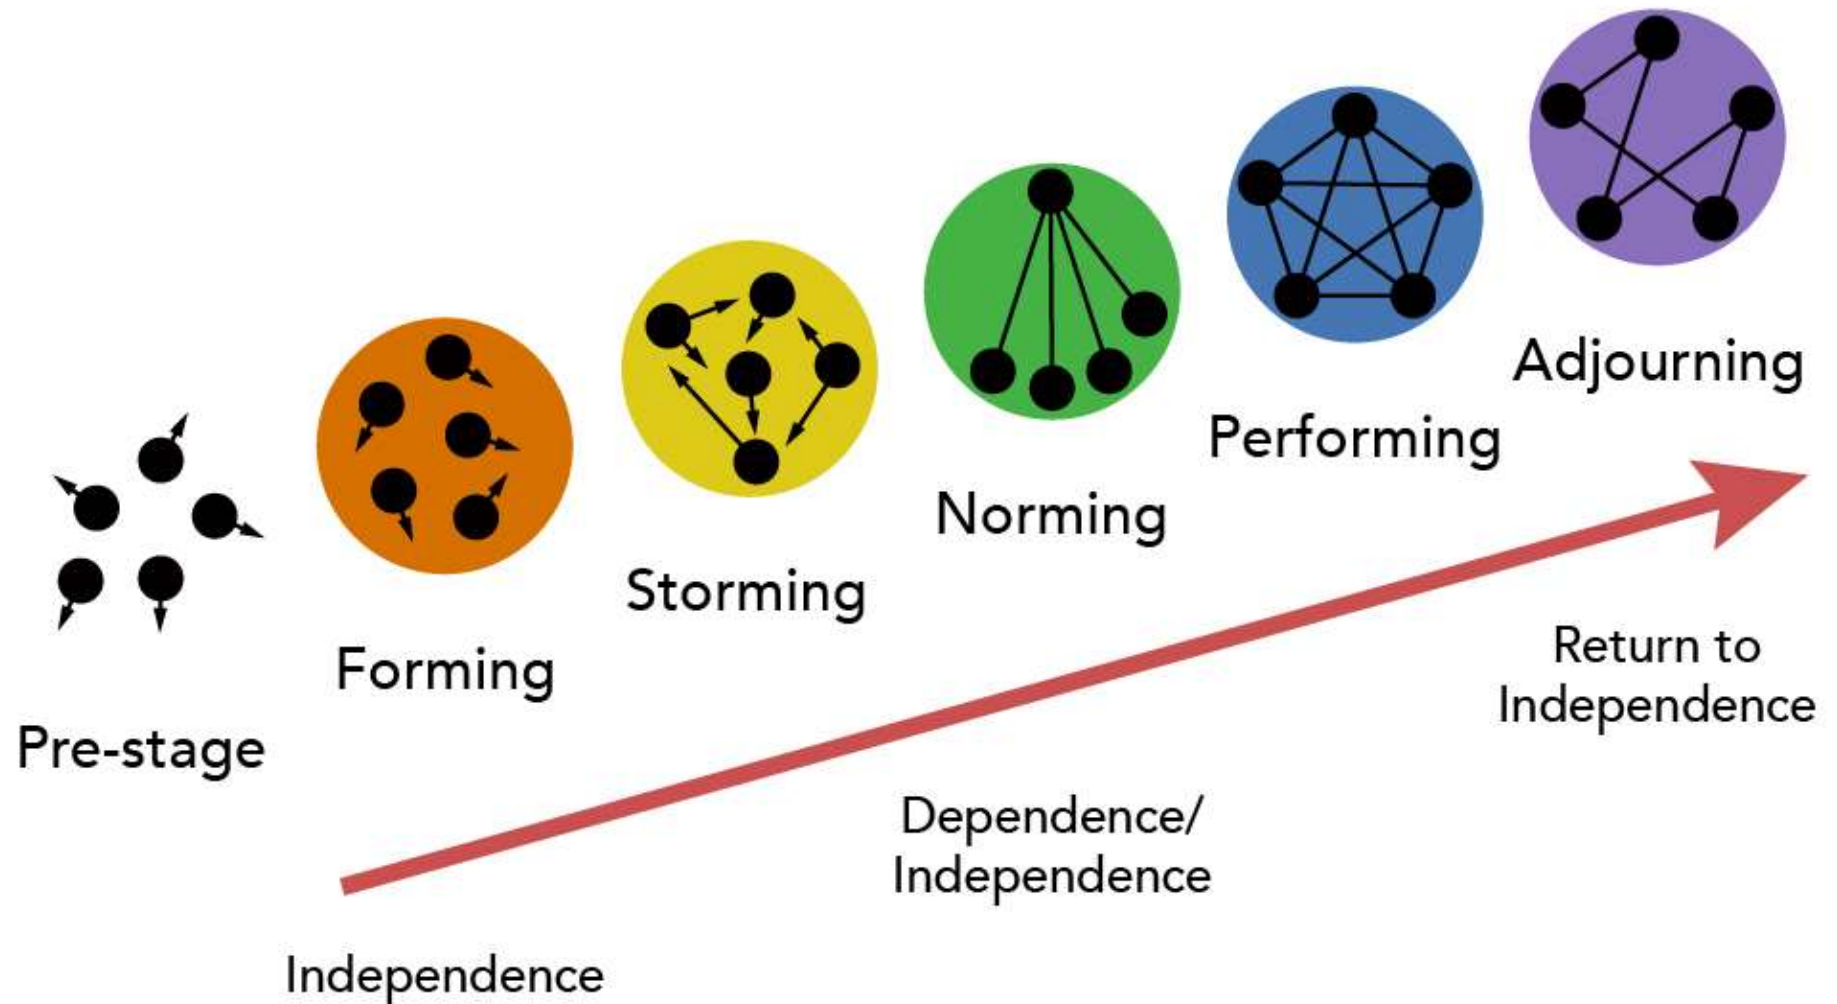 Pre-stage
Forming
Storming
Norming
Performing
Adjourning
Independence
Dependence/
Independence
Return to
Independence